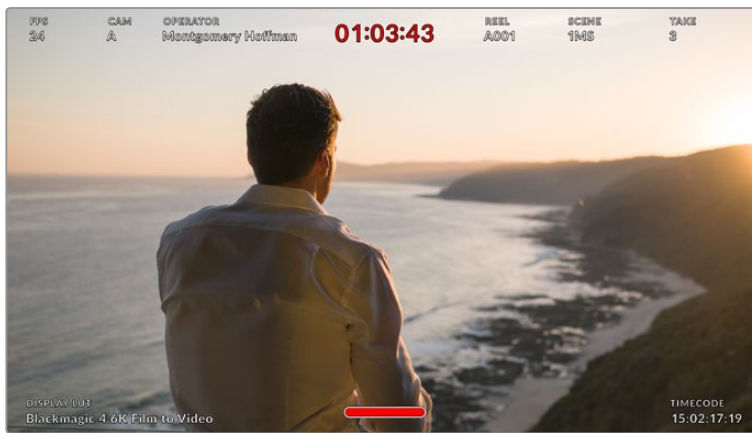 FPS CAM OPERATOR 01:03:43 REEL SCENE TAKE
24 A Montgomery Hoffman A001 1MS 3
DISPLAY LUT TIMECODE
Blackmagic 4.6K Film to Video 15:02:17:19